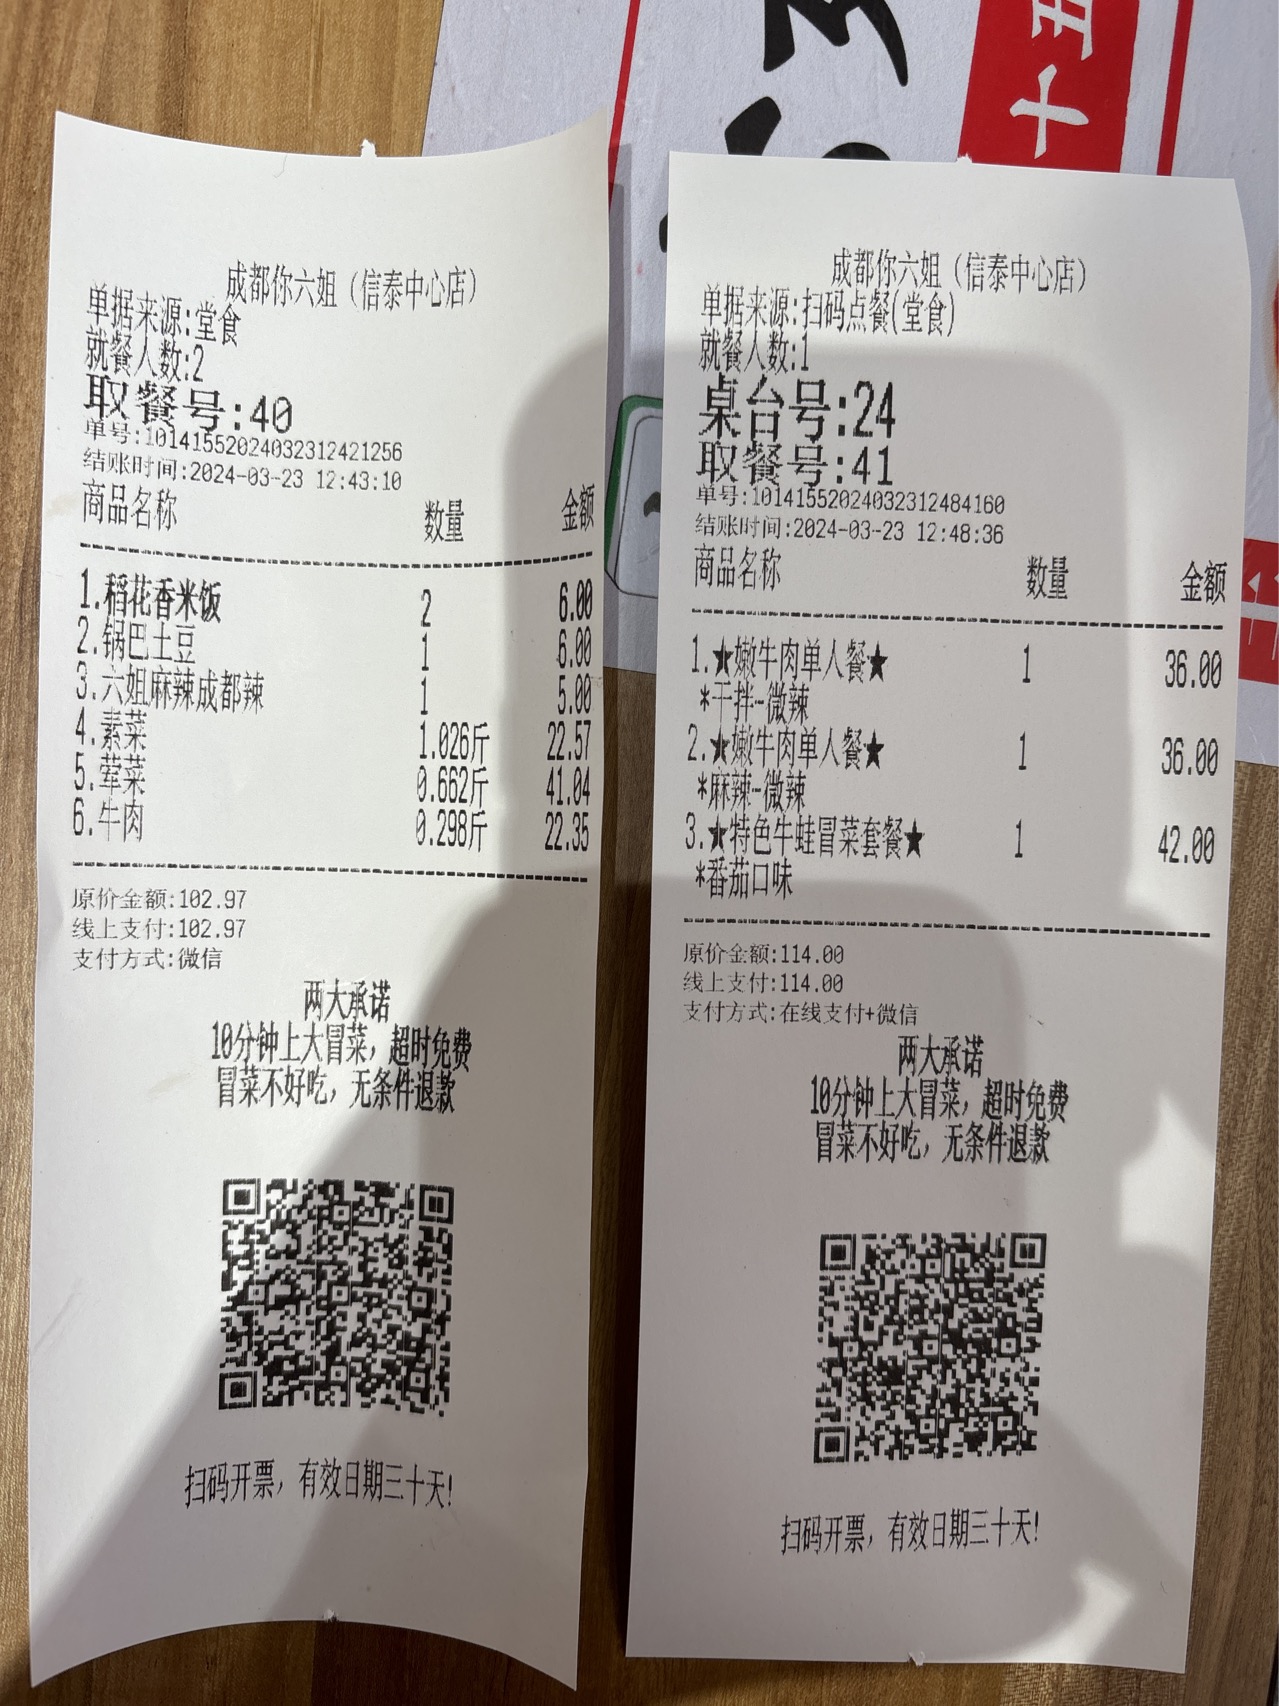 成都你六姐（信泰中心店）
单据来源:堂食
就餐人数:2
取餐号:40
单号:10141552024032312421256
结账时间:2024-03-23 12:43:10
商品名称 数量 金额
1.稻花香米饭 2 6.00
2.锅巴土豆 1 6.00
3.六姐麻辣成都辣 1 5.00
4.素菜 1.026斤 22.57
5.荤菜 0.662斤 41.04
6.牛肉 0.298斤 22.35
原价金额:102.97
线上支付:102.97
支付方式:微信
两大承诺
10分钟上大冒菜，超时免费
冒菜不好吃，无条件退款
扫码开票，有效日期三十天!
成都你六姐（信泰中心店）
单据来源:扫码点餐(堂食)
就餐人数:1
桌台号:24
取餐号:41
单号:10141552024032312484160
结账时间:2024-03-23 12:48:36
商品名称 数量 金额
1.★嫩牛肉单人餐★ 1 36.00
*干拌-微辣
2.★嫩牛肉单人餐★ 1 36.00
*麻辣-微辣
3.★特色牛蛙冒菜套餐★ 1 42.00
*番茄口味
原价金额:114.00
线上支付:114.00
支付方式:在线支付+微信
两大承诺
10分钟上大冒菜，超时免费
冒菜不好吃，无条件退款
扫码开票，有效日期三十天!